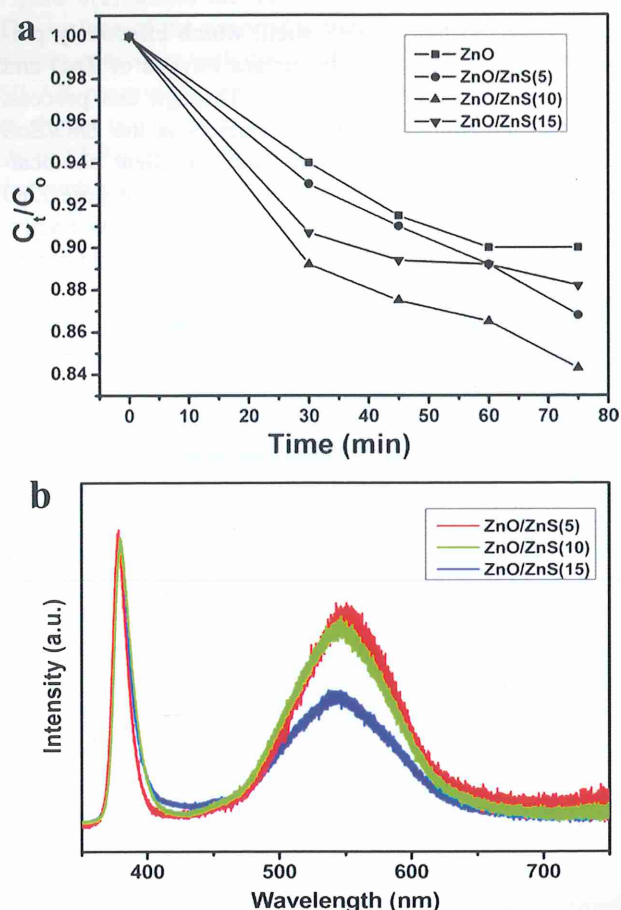 a
1.00
0.98
0.96
0.94
0.92
0.90
0.88
0.86
0.84
Ct/Co
ZnO
ZnO/ZnS(5)
ZnO/ZnS(10)
ZnO/ZnS(15)
0 10 20 30 40 50 60 70 80
Time (min)
b
Intensity (a.u.)
ZnO/ZnS(5)
ZnO/ZnS(10)
ZnO/ZnS(15)
400 500 600 700
Wavelength (nm)